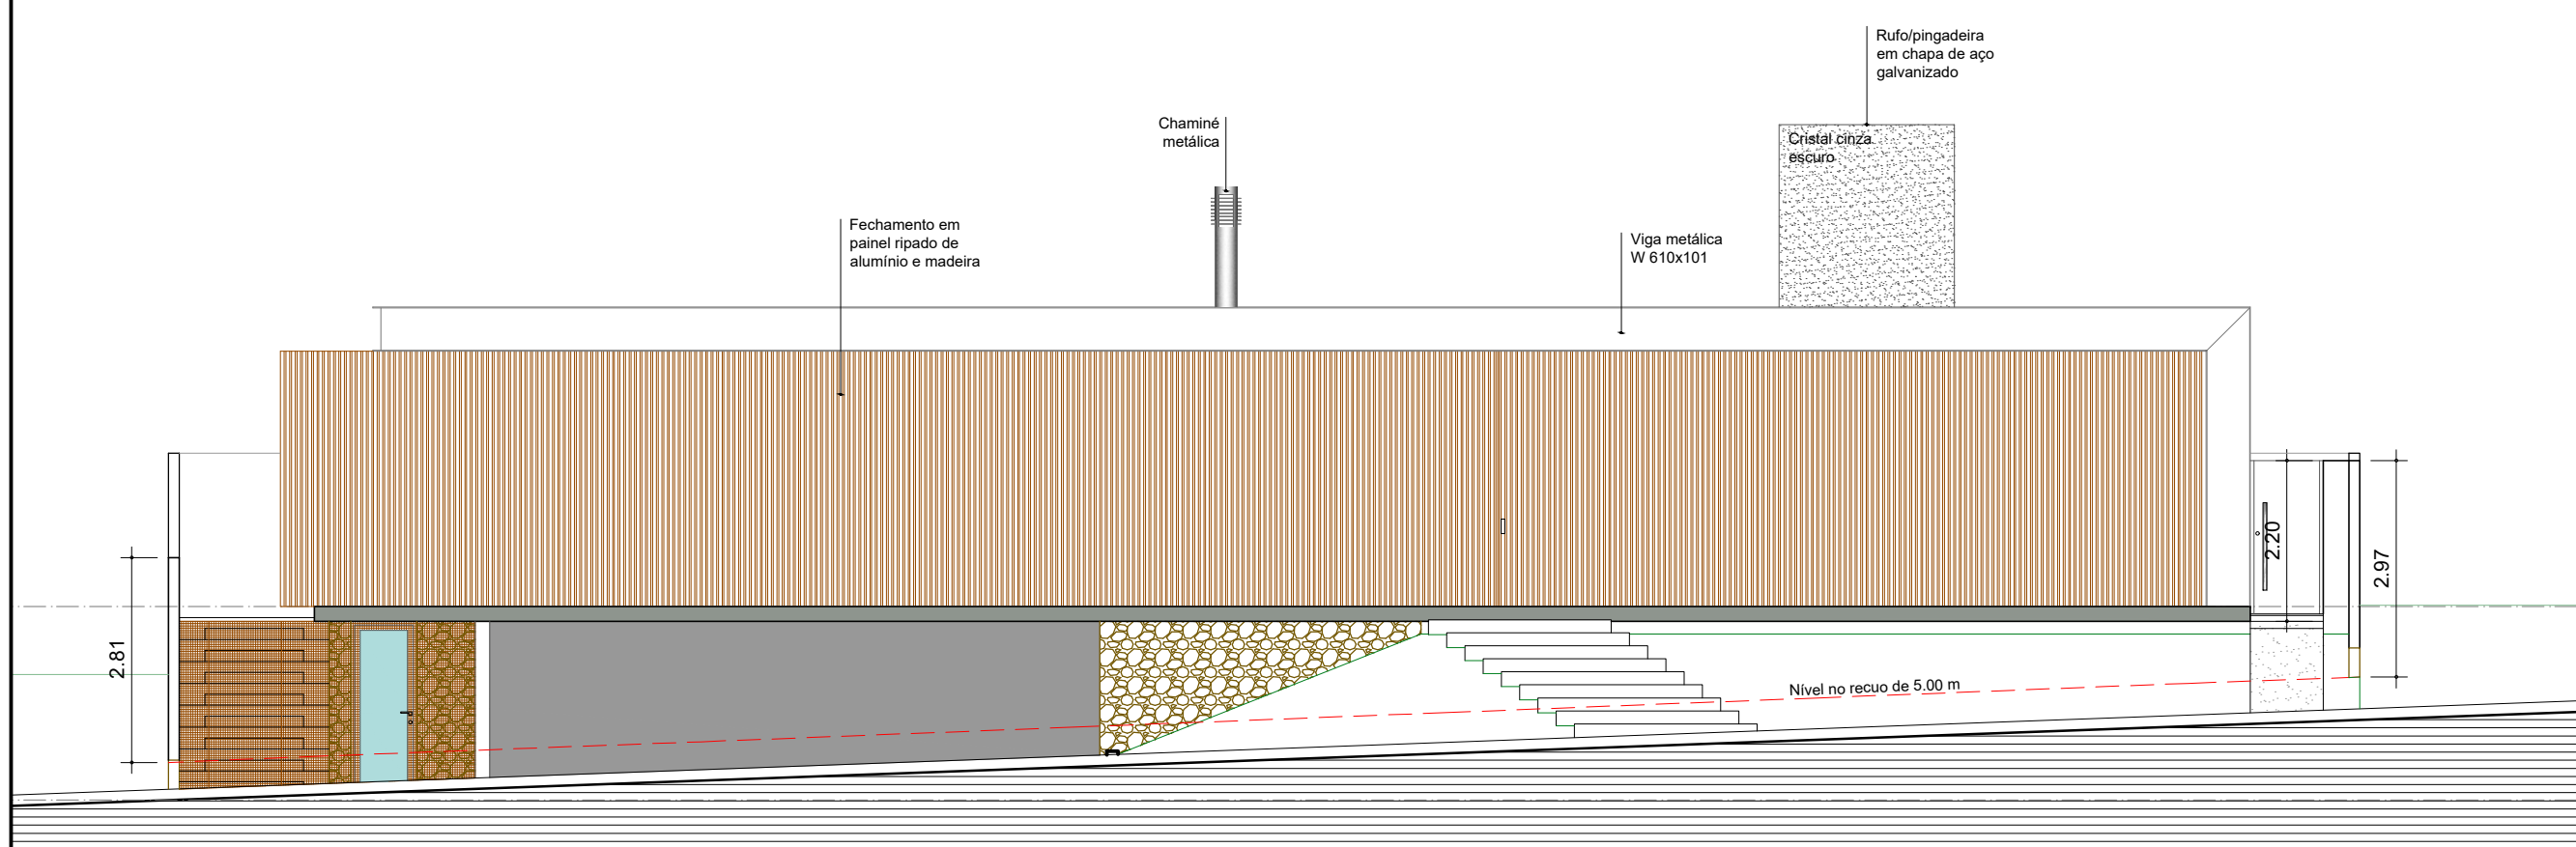 Rufo/pingadeira
em chapa de aço
galvanizado
Chaminé
metálica
Cristal cinza
escuro
Fechamento em
painel ripado de
alumínio e madeira
Viga metálica
W 610x101
2.20
2.97
2.81
Nível no recuo de 5.00 m